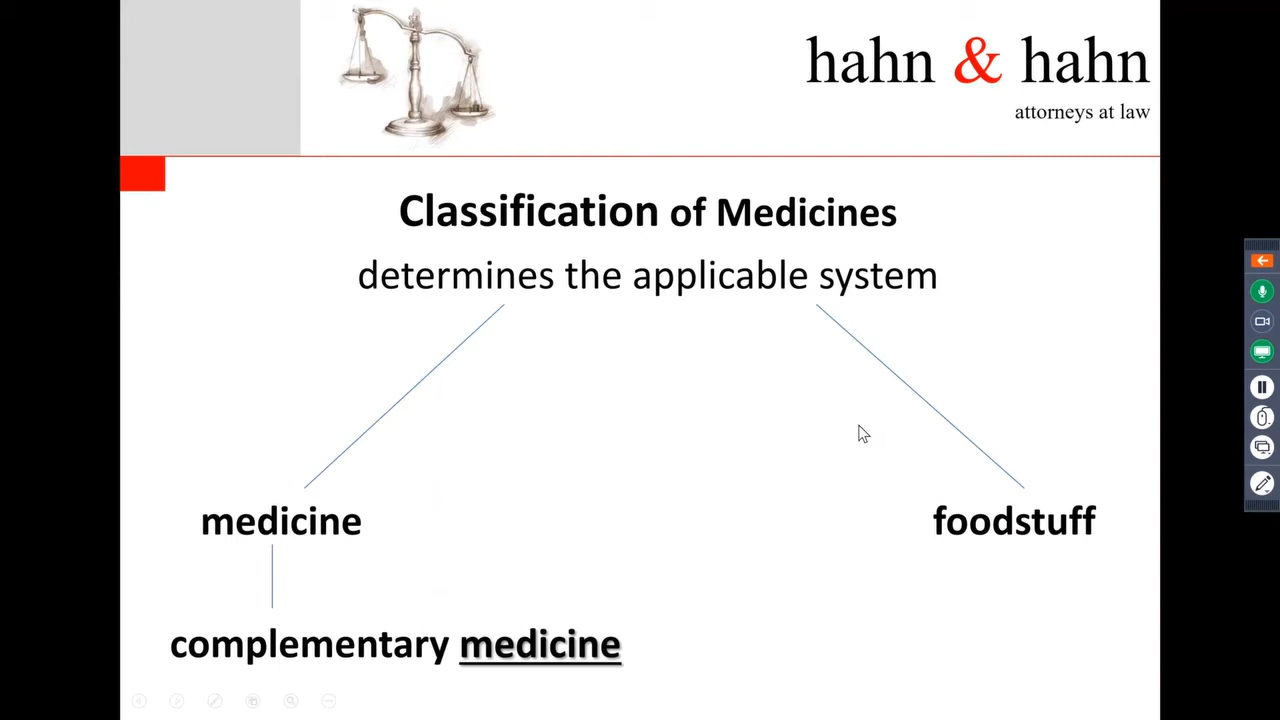 hahn & hahn
attorneys at law
Classification of Medicines
determines the applicable system
medicine
foodstuff
complementary medicine